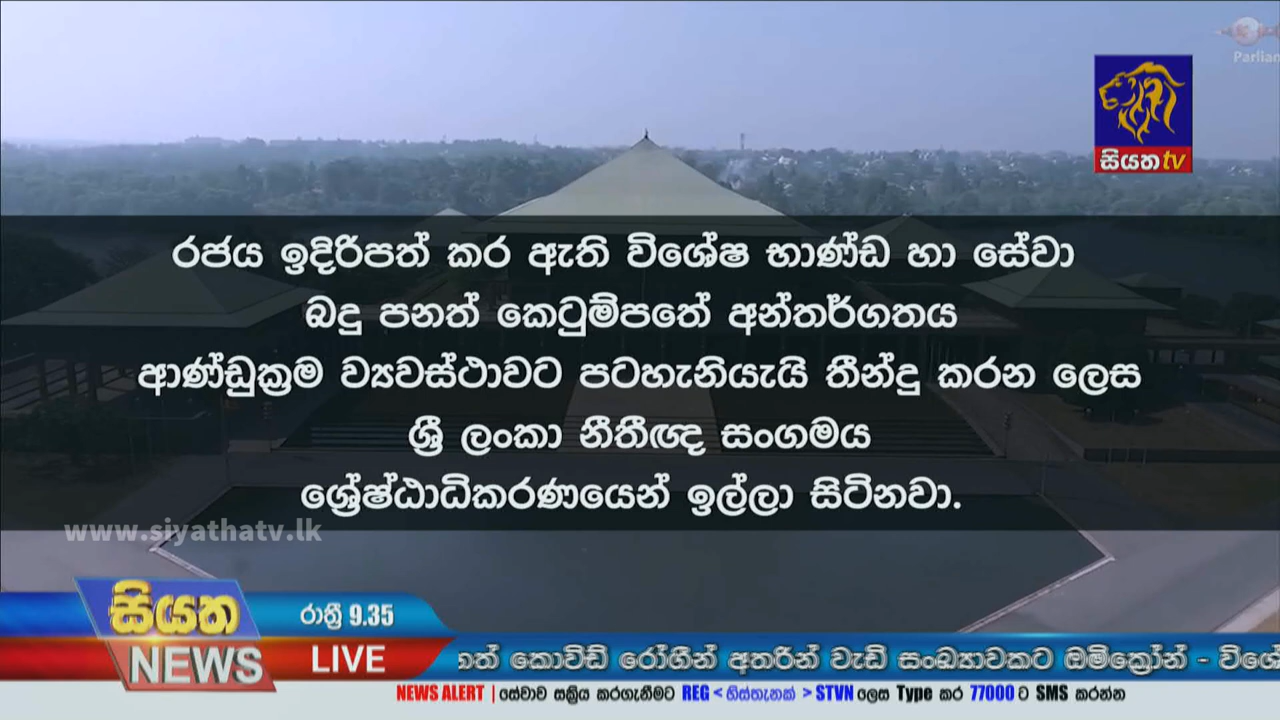 Parlian
සියත tv
රජය ඉදිරිපත් කර ඇති විශේෂ භාණ්ඩ හා සේවා
බදු පනත් කෙටුම්පතේ අන්තර්ගතය
ආණ්ඩුක්‍රම ව්‍යවස්ථාවට පටහැනියැයි තීන්දු කරන ලෙස
ශ්‍රී ලංකා නීතීඥ සංගමය
ශ්‍රේෂ්ඨාධිකරණයෙන් ඉල්ලා සිටිනවා.
www.siyathatv.lk
සියත
රාත්‍රී 9.35
NEWS
LIVE
කොවිඩ් රෝගීන් අතරින් වැඩි සංඛ්‍යාවකට ඔමික්‍රෝන් - විශේ
NEWS ALERT | සේවාව සක්‍රිය කරගැනීමට REG < හිස්තැනක් > STVN ලෙස Type කර 77000 ට SMS කරන්න